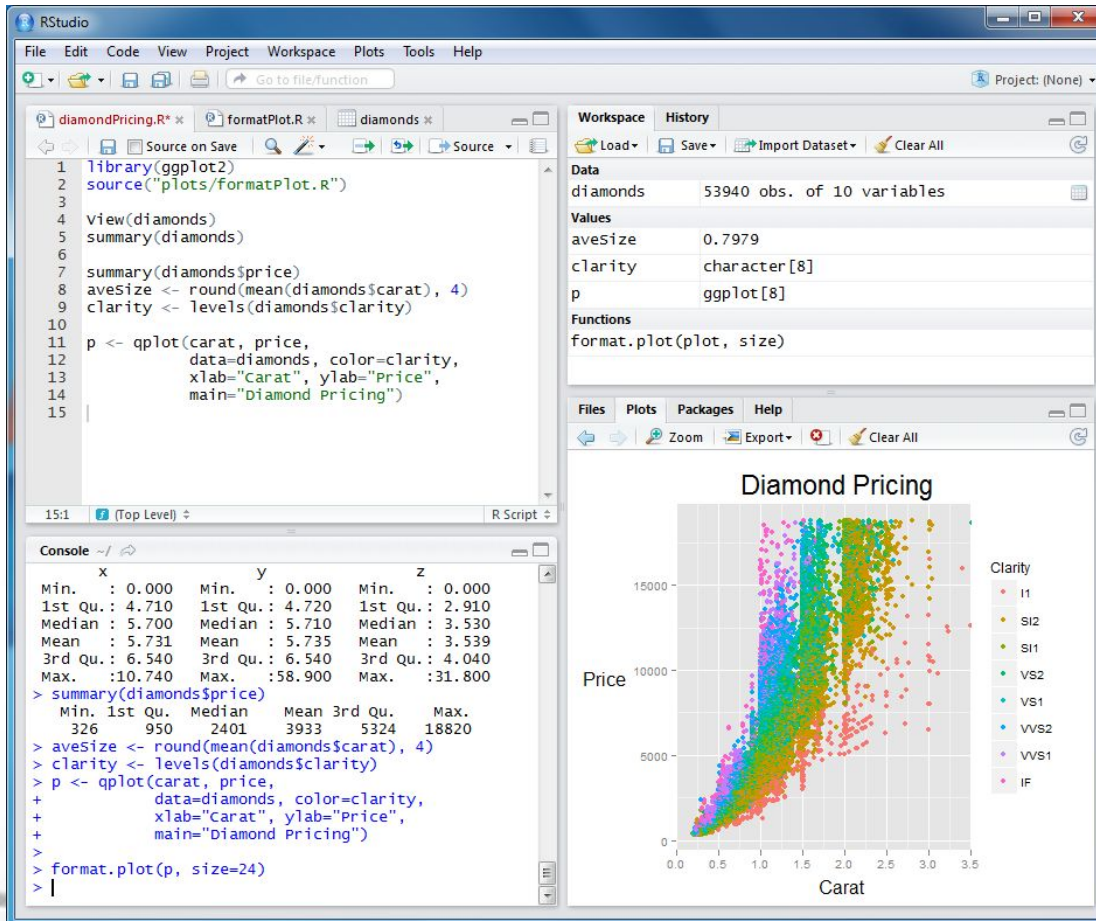 RStudio
File Edit Code View Project Workspace Plots Tools Help
Go to file/function
Project: (None)
diamondPricing.R* formatPlot.R diamonds
Source on Save Source
1 library(ggplot2)
2 source("plots/formatPlot.R")
3
4 View(diamonds)
5 summary(diamonds)
6
7 summary(diamonds$price)
8 aveSize <- round(mean(diamonds$carat), 4)
9 clarity <- levels(diamonds$clarity)
10
11 p <- qplot(carat, price,
12 data=diamonds, color=clarity,
13 xlab="Carat", ylab="Price",
14 main="Diamond Pricing")
15
15:1 (Top Level) R Script
Console ~/
x y z
Min. : 0.000 Min. : 0.000 Min. : 0.000
1st Qu.: 4.710 1st Qu.: 4.720 1st Qu.: 2.910
Median : 5.700 Median : 5.710 Median : 3.530
Mean : 5.731 Mean : 5.735 Mean : 3.539
3rd Qu.: 6.540 3rd Qu.: 6.540 3rd Qu.: 4.040
Max. :10.740 Max. :58.900 Max. :31.800
> summary(diamonds$price)
Min. 1st Qu. Median Mean 3rd Qu. Max.
326 950 2401 3933 5324 18820
> aveSize <- round(mean(diamonds$carat), 4)
> clarity <- levels(diamonds$clarity)
> p <- qplot(carat, price,
+ data=diamonds, color=clarity,
+ xlab="Carat", ylab="Price",
+ main="Diamond Pricing")
>
> format.plot(p, size=24)
>
Workspace History
Load Save Import Dataset Clear All
Data
diamonds 53940 obs. of 10 variables
Values
aveSize 0.7979
clarity character[8]
p ggplot[8]
Functions
format.plot(plot, size)
Files Plots Packages Help
Zoom Export Clear All
Diamond Pricing
15000
10000
5000
0
Price
0.0 0.5 1.0 1.5 2.0 2.5 3.0 3.5
Carat
Clarity
I1
SI2
SI1
VS2
VS1
VVS2
VVS1
IF